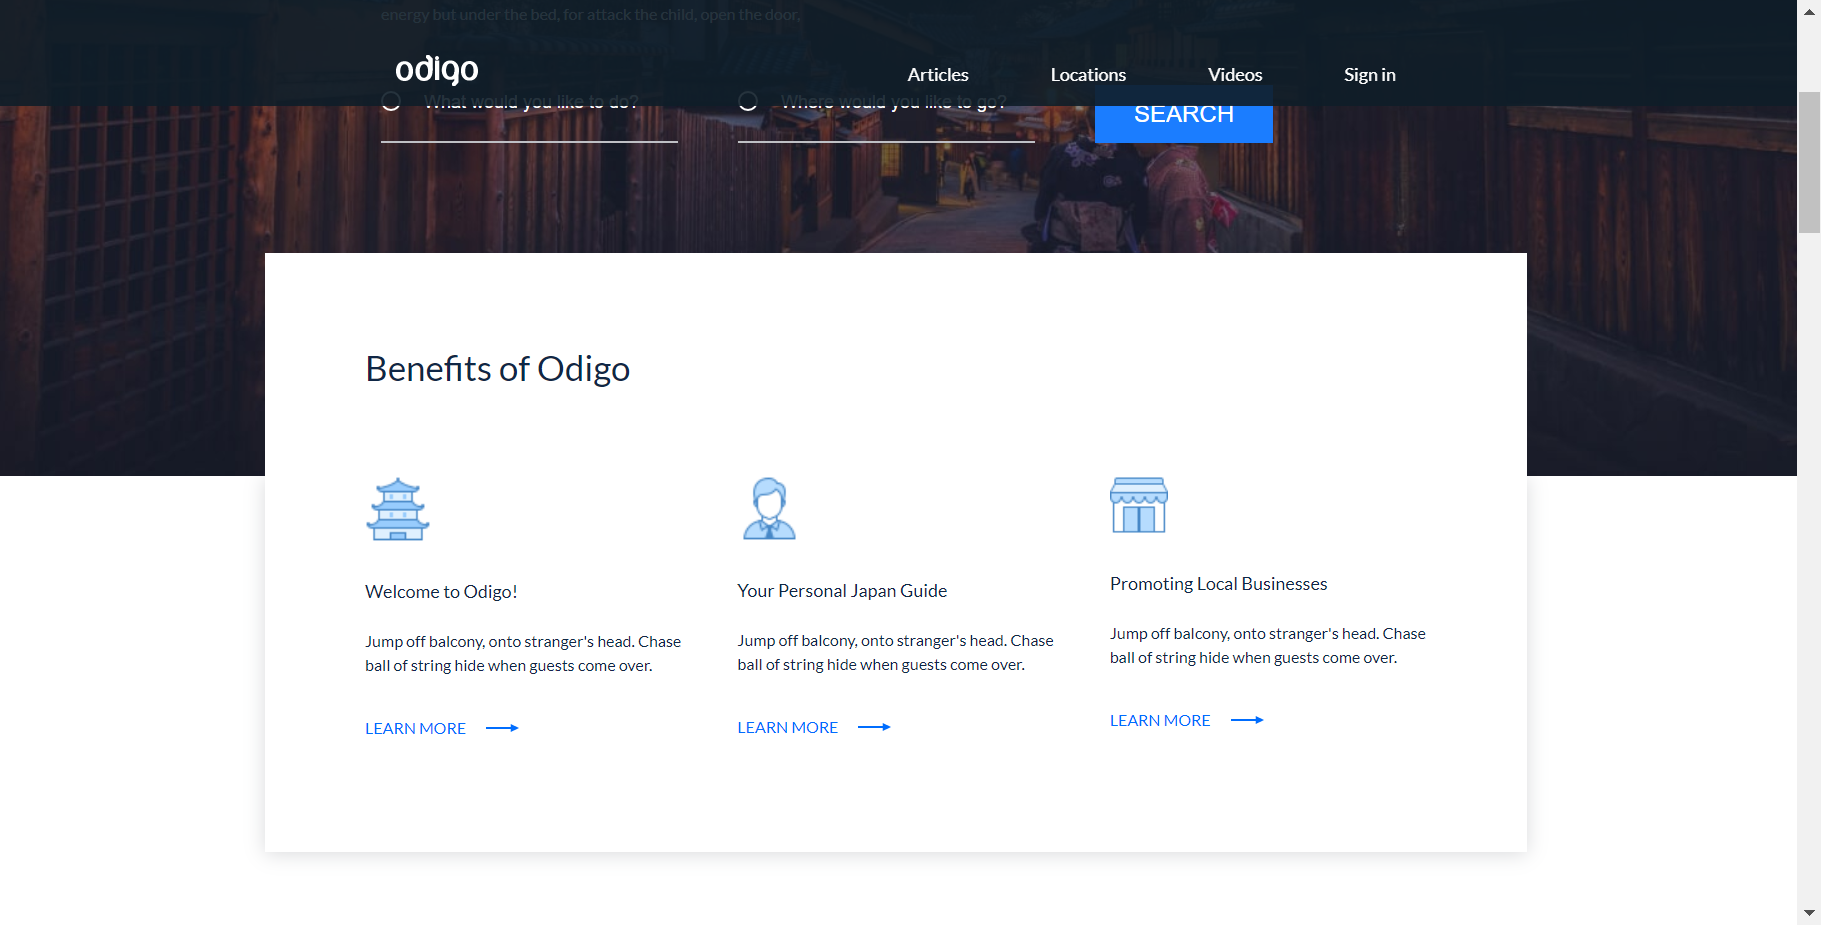 energy but under the bed, for attack the child, open the door,
odigo
Articles
Locations
Videos
Sign in
What would you like to do?
Where would you like to go?
SEARCH
Benefits of Odigo
Welcome to Odigo!
Jump off balcony, onto stranger's head. Chase
ball of string hide when guests come over.
LEARN MORE
Your Personal Japan Guide
Jump off balcony, onto stranger's head. Chase
ball of string hide when guests come over.
LEARN MORE
Promoting Local Businesses
Jump off balcony, onto stranger's head. Chase
ball of string hide when guests come over.
LEARN MORE